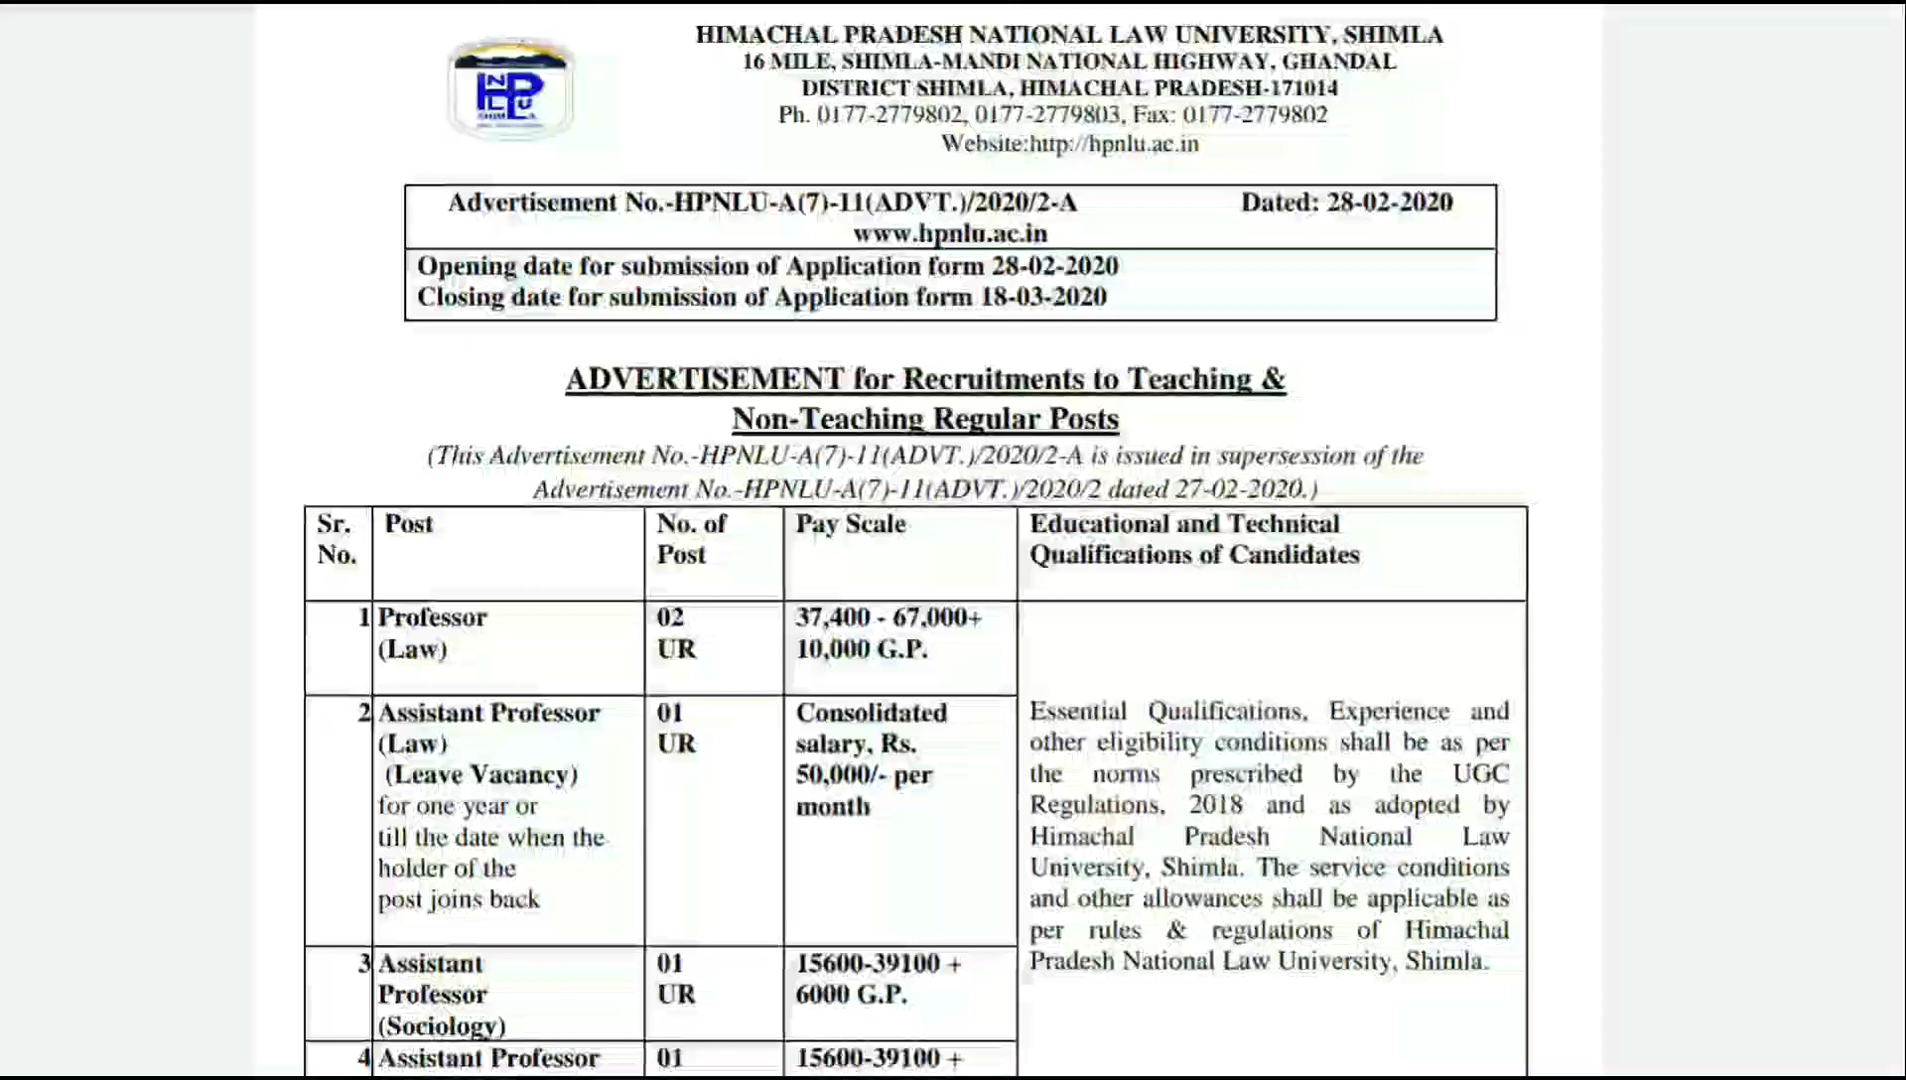 HIMACHAL PRADESH NATIONAL LAW UNIVERSITY, SHIMLA
16 MILE, SHIMLA-MANDI NATIONAL HIGHWAY, GHANDAL
DISTRICT SHIMLA, HIMACHAL PRADESH-171014
Ph. 0177-2779802, 0177-2779803, Fax: 0177-2779802
Website:http://hpnlu.ac.in
N
HP
LU
SHIMLA
Advertisement No.-HPNLU-A(7)-11(ADVT.)/2020/2-A Dated: 28-02-2020
www.hpnlu.ac.in
Opening date for submission of Application form 28-02-2020
Closing date for submission of Application form 18-03-2020
ADVERTISEMENT for Recruitments to Teaching &
Non-Teaching Regular Posts
(This Advertisement No.-HPNLU-A(7)-11(ADVT.)/2020/2-A is issued in supersession of the
Advertisement No.-HPNLU-A(7)-11(ADVT.)/2020/2 dated 27-02-2020.)
Sr. No.
Post
No. of Post
Pay Scale
Educational and Technical
Qualifications of Candidates
1 Professor
(Law)
02
UR
37,400 - 67,000+
10,000 G.P.
2 Assistant Professor
(Law)
(Leave Vacancy)
for one year or
till the date when the
holder of the
post joins back
01
UR
Consolidated
salary, Rs.
50,000/- per
month
Essential Qualifications, Experience and
other eligibility conditions shall be as per
the norms prescribed by the UGC
Regulations, 2018 and as adopted by
Himachal Pradesh National Law
University, Shimla. The service conditions
and other allowances shall be applicable as
per rules & regulations of Himachal
Pradesh National Law University, Shimla.
3 Assistant
Professor
(Sociology)
01
UR
15600-39100 +
6000 G.P.
4 Assistant Professor
01
15600-39100 +